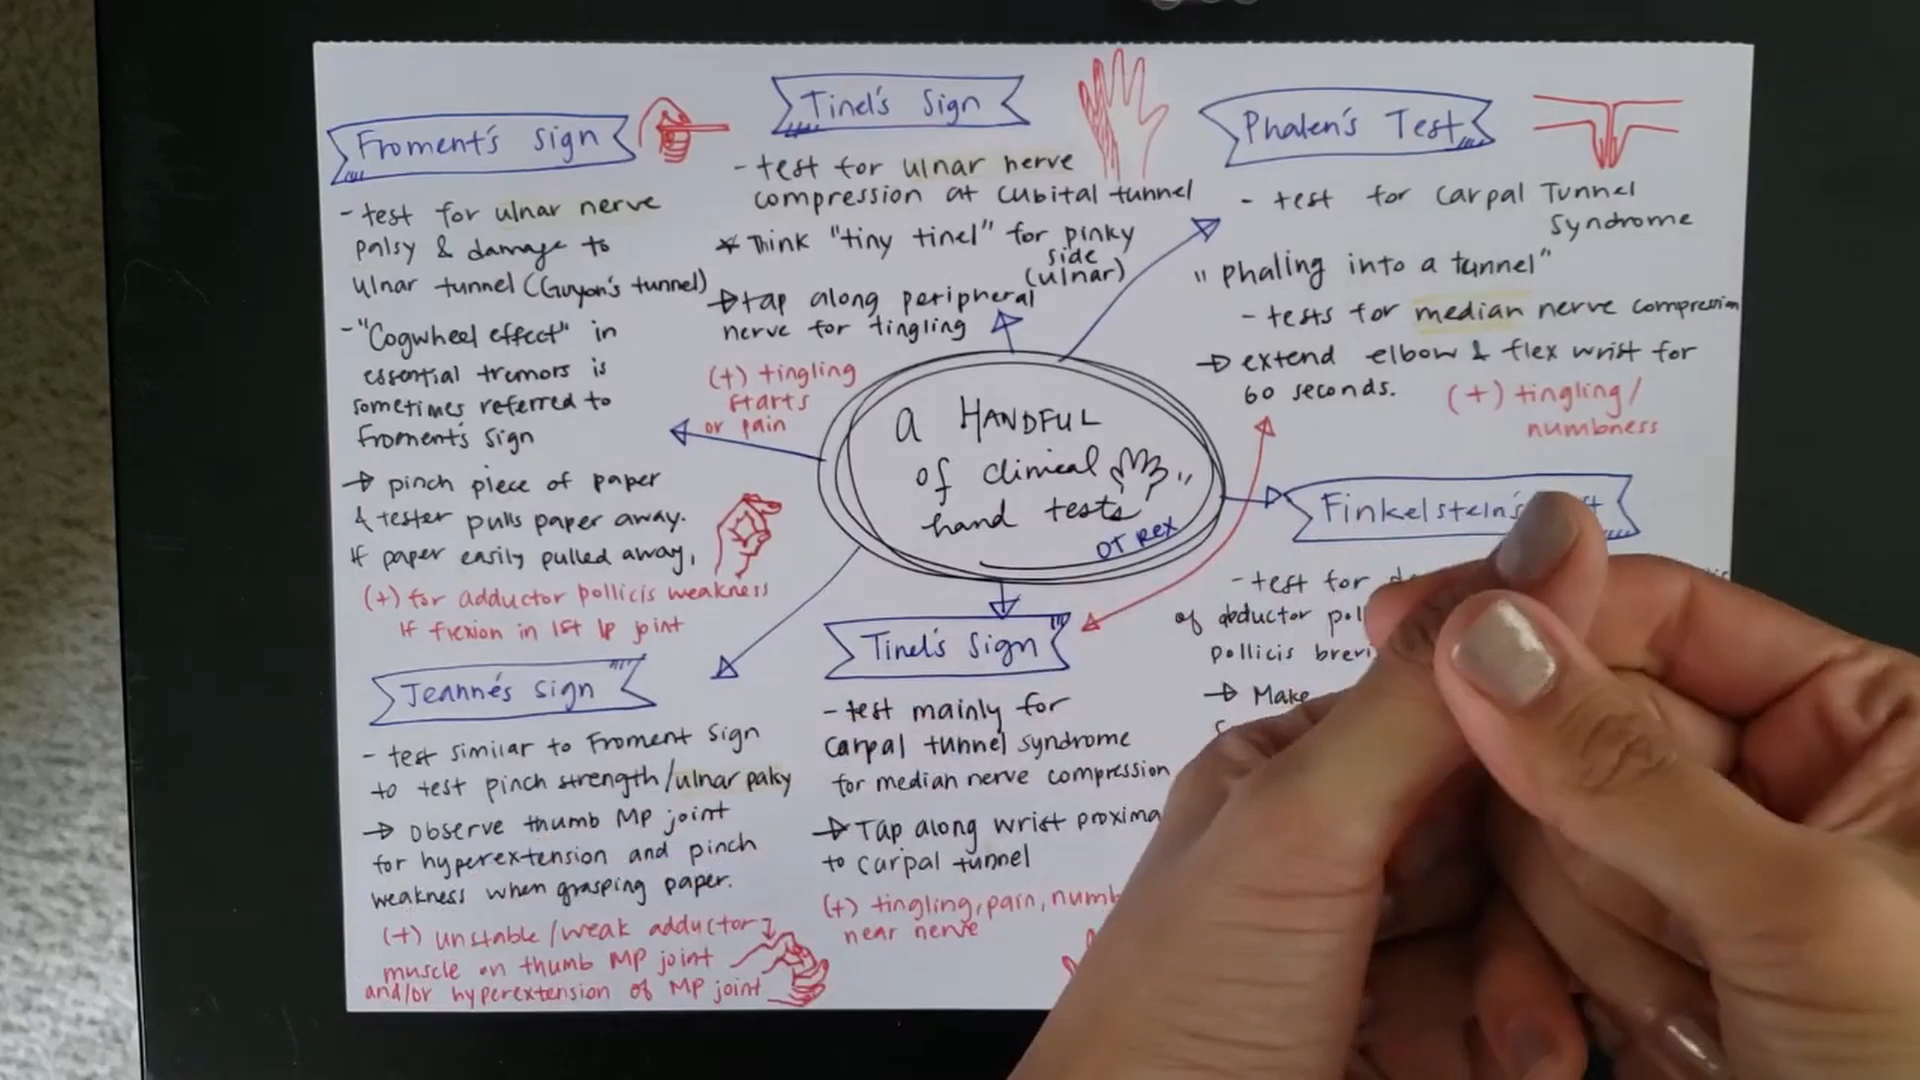 Froment's Sign
- test for ulnar nerve
palsy & damage to
ulnar tunnel (Guyon's tunnel)
- "Cogwheel effect" in
essential tremors is
sometimes referred to
froment's sign
→ pinch piece of paper
& tester pulls paper away.
If paper easily pulled away,
(+) for adductor pollicis weakness
If flexion in 1st IP joint
Tinel's Sign
- test for ulnar nerve
compression at cubital tunnel
* Think "tiny tinel" for pinky
side
(ulnar)
→ tap along peripheral
nerve for tingling
(+) tingling
starts
or pain
Phalen's Test
- test for Carpal Tunnel
Syndrome
"phaling into a tunnel"
- tests for median nerve compression
→ extend elbow & flex wrist for
60 seconds.
(+) tingling/
numbness
a HANDFUL
of clinical
hand tests
OT Rex
Finkelstein's
- test for
of abductor
pollicis
→ Make
Jeanne's Sign
- test similar to Froment Sign
to test pinch strength/ulnar palsy
→ Observe thumb MP joint
for hyperextension and pinch
weakness when grasping paper.
(+) unstable/weak adductor
muscle on thumb MP joint
and/or hyperextension of MP joint
Tinel's Sign
- test mainly for
Carpal tunnel syndrome
for median nerve compression
→ Tap along wrist
to carpal tunnel
(+) tingling, pain,
near nerve